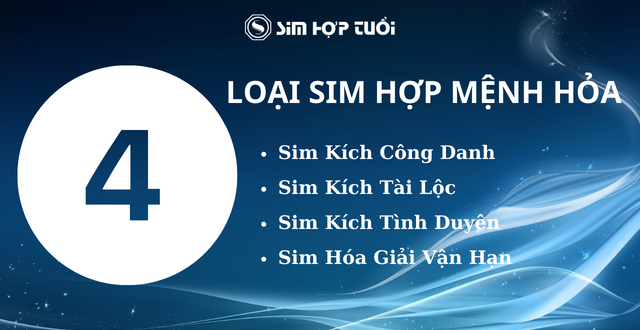 SIM HỢP TUỔI
4
LOẠI SIM HỢP MỆNH HỎA
• Sim Kích Công Danh
• Sim Kích Tài Lộc
• Sim Kích Tình Duyên
• Sim Hóa Giải Vận Hạn